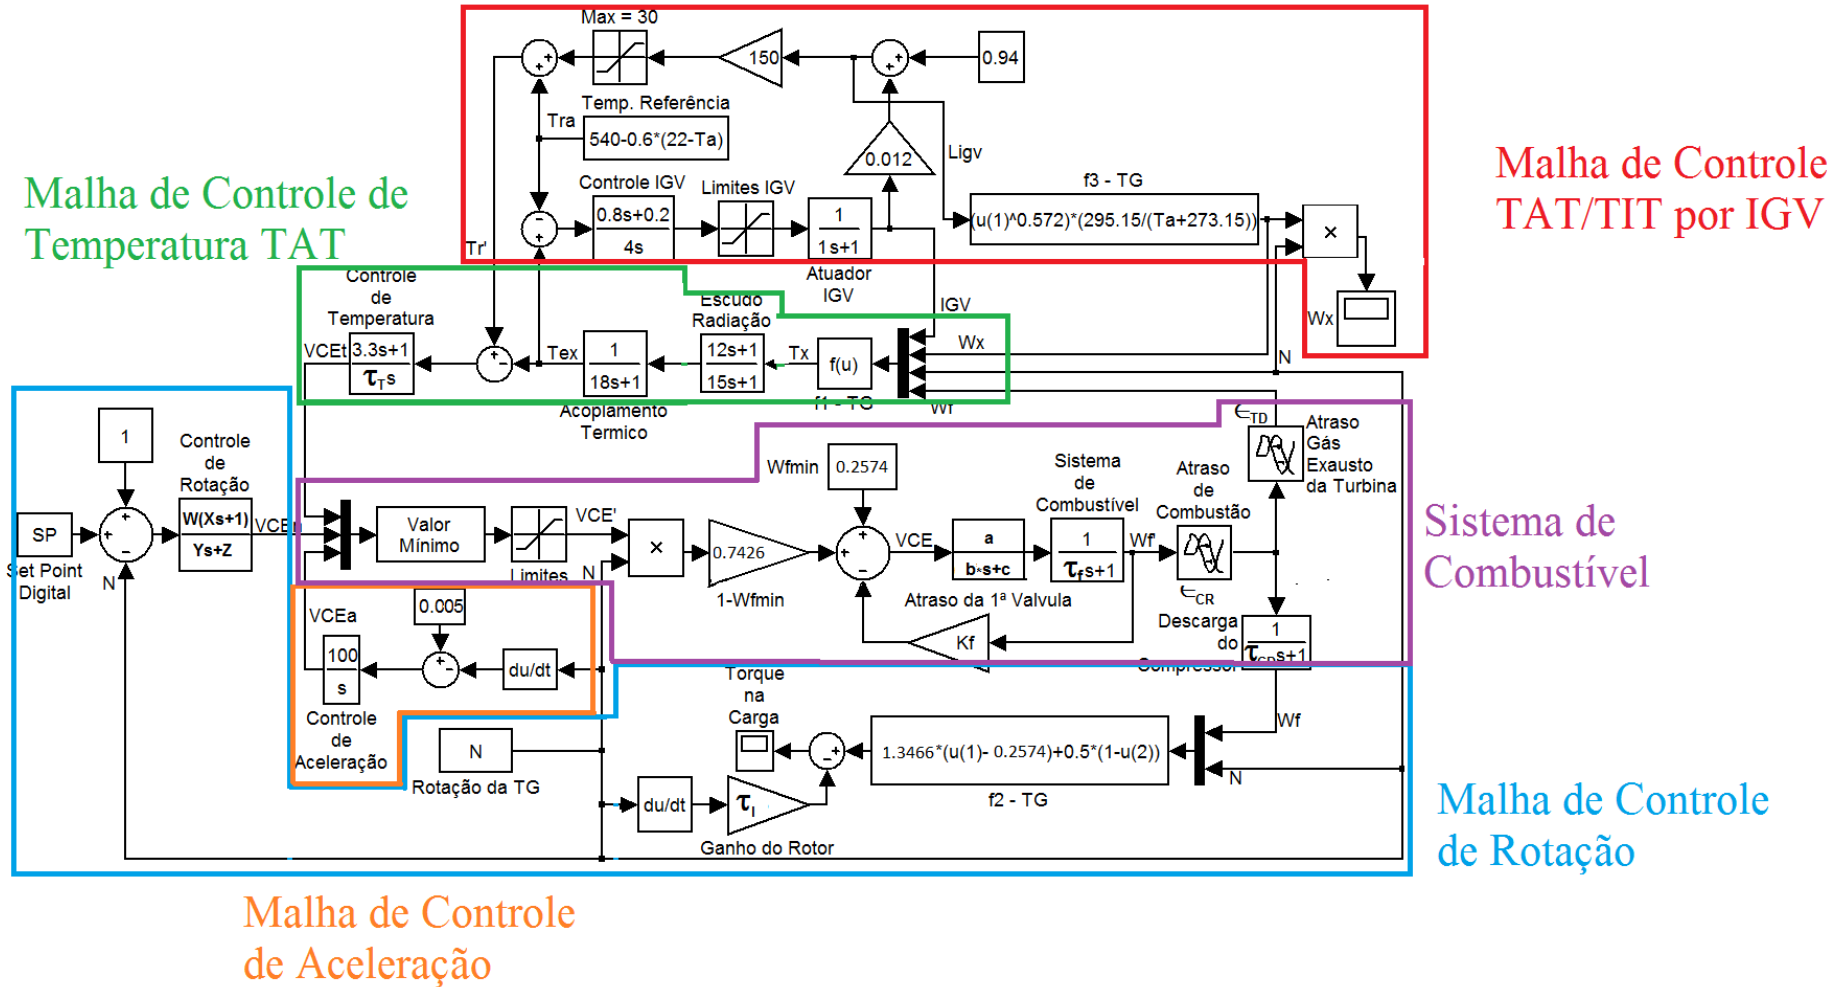 Max = 30
150
0.94
Temp. Referência
Tra
540-0.6*(22-Ta)
0.012
Ligv
Malha de Controle
TAT/TIT por IGV
Malha de Controle de
Temperatura TAT
Controle IGV
0.8s+0.2
4s
Limites IGV
1
1s+1
Atuador
IGV
f3 - TG
(u(1)^0.572)*(295.15/(Ta+273.15))
×
Tr'
Controle
de
Temperatura
VCEt
3.3s+1
τTs
Tex
1
18s+1
Acoplamento
Termico
Escudo
Radiação
12s+1
15s+1
Tx
f(u)
f1 - TG
IGV
Wx
N
Wf
Wx
1
Controle
de
Rotação
SP
Set Point
Digital
W(Xs+1)
Ys+Z
N
Valor
Mínimo
Limites
VCE'
N
×
0.7426
1-Wfmin
Wfmin
0.2574
VCE
a
b*s+c
Atraso da 1ª Valvula
Sistema
de
Combustível
1
τfs+1
Wf'
Kf
Atraso
de
Combustão
∈CR
∈TD
Atraso
Gás
Exausto
da Turbina
Descarga
do
Compressor
1
τCDs+1
Sistema de
Combustível
VCEa
0.005
100
s
du/dt
Controle
de
Aceleração
N
Rotação da TG
Torque
na
Carga
du/dt
τI
Ganho do Rotor
1.3466*(u(1)- 0.2574)+0.5*(1-u(2))
f2 - TG
Wf
N
Malha de Controle
de Rotação
Malha de Controle
de Aceleração